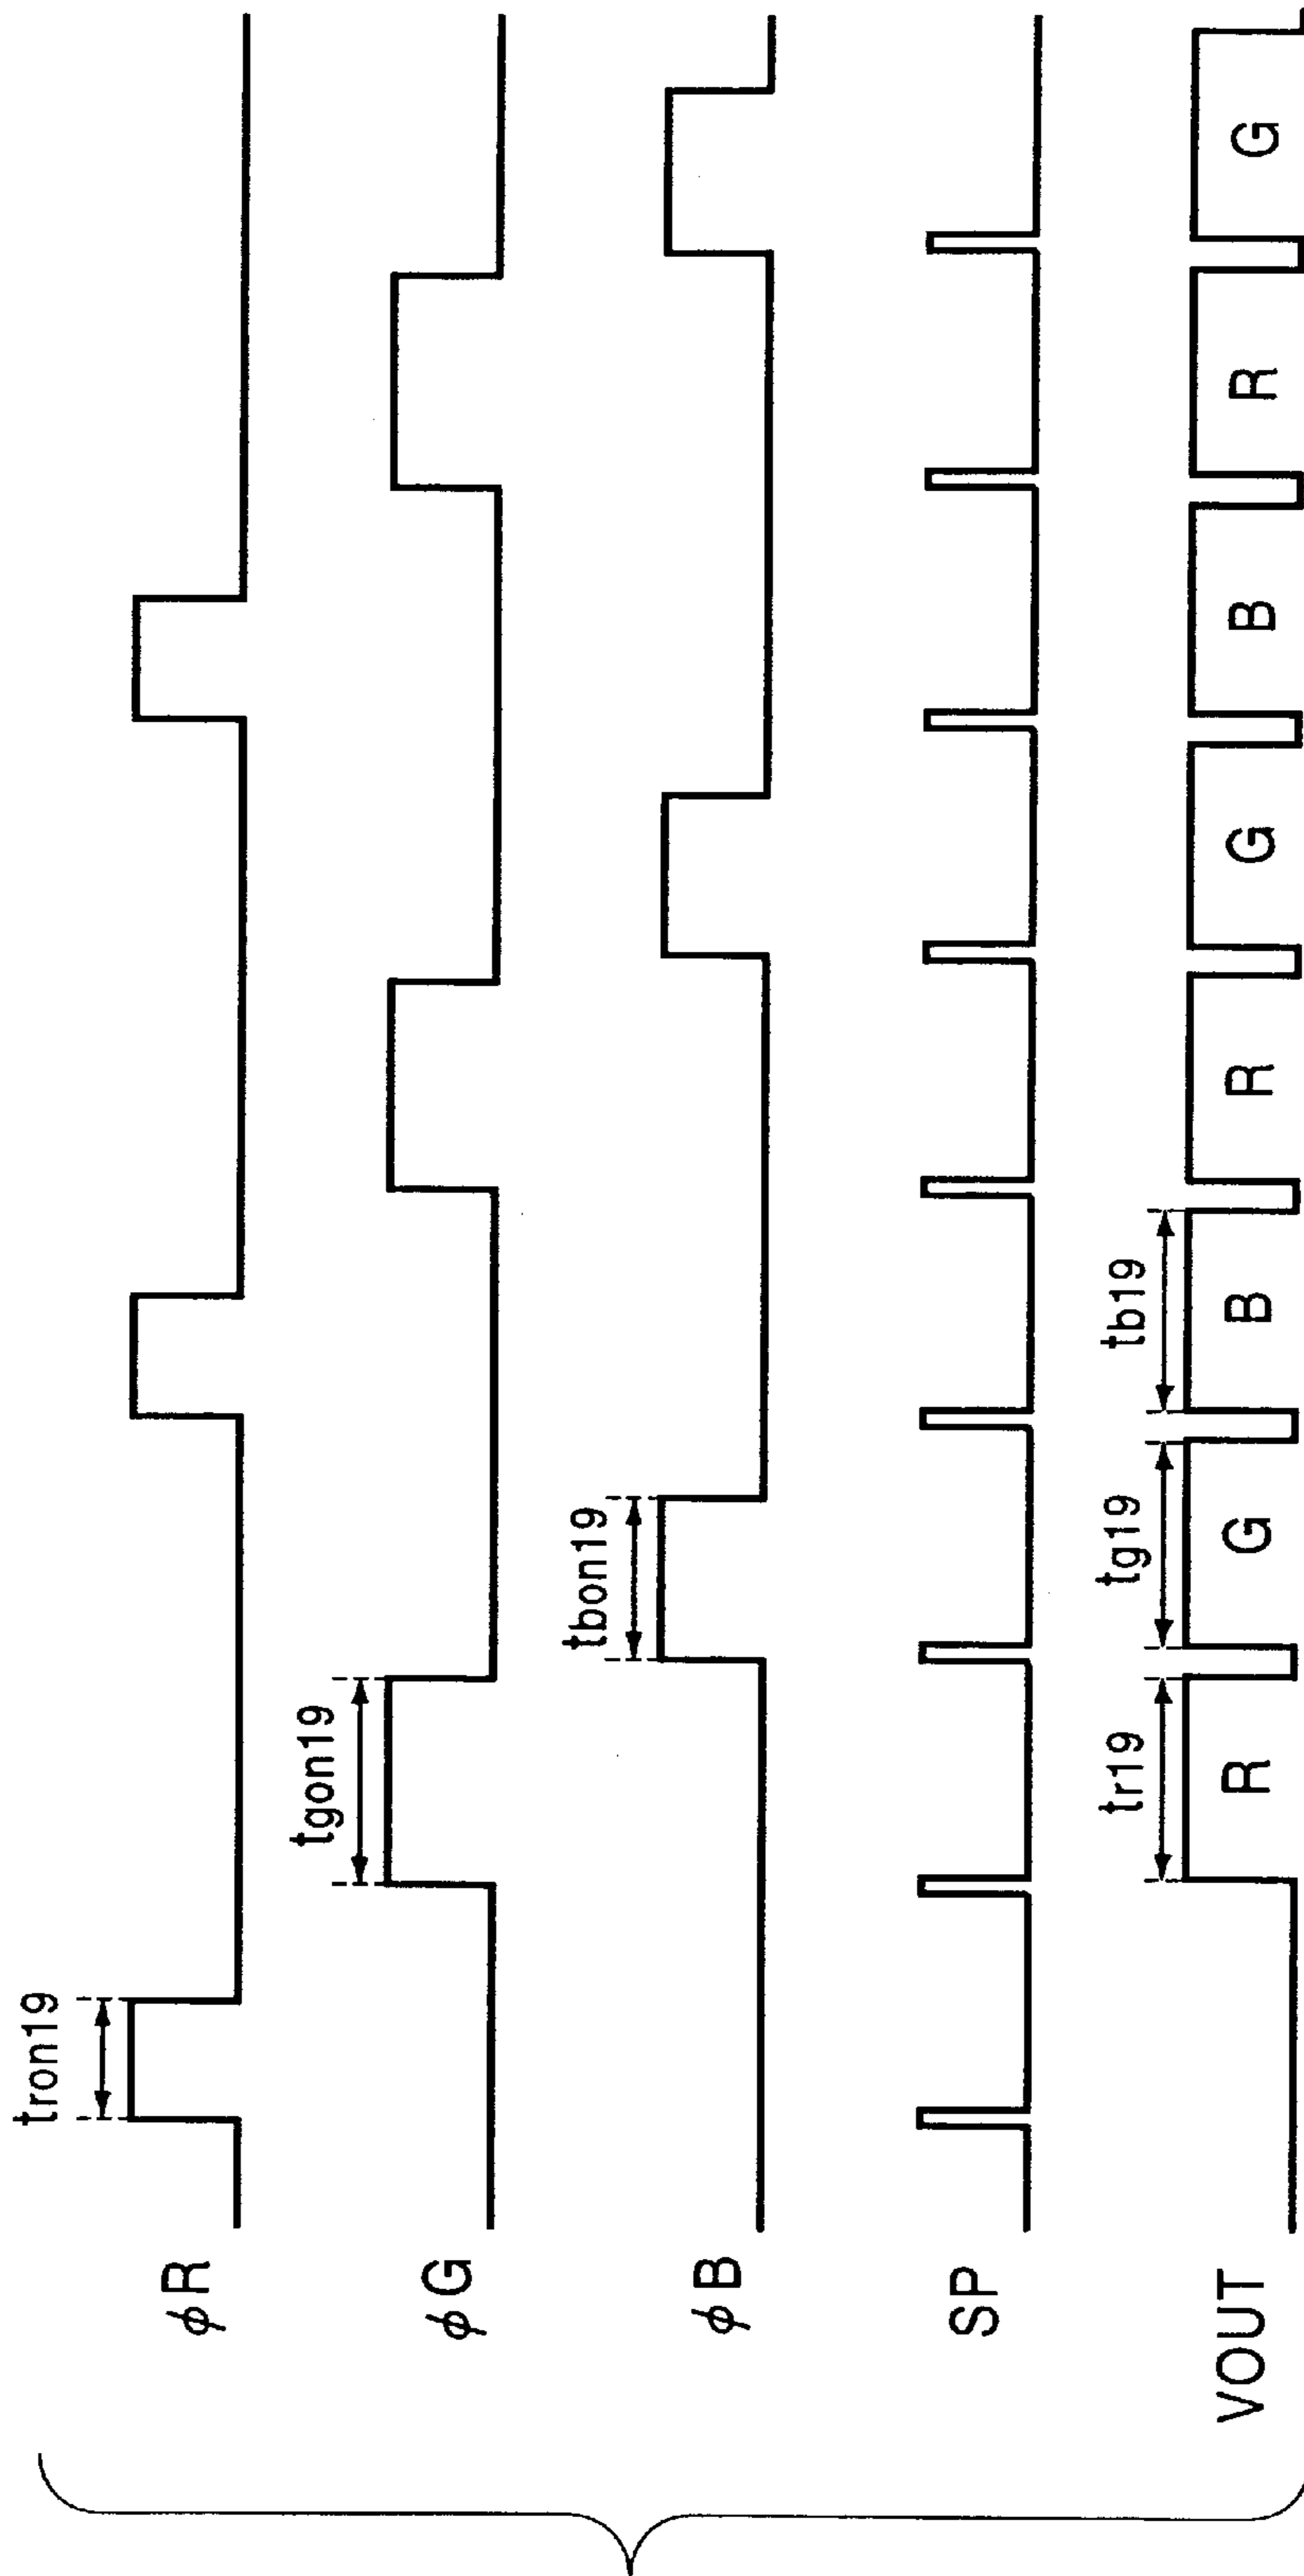 φR
tron19
φG
tgon19
φB
tbon19
SP
VOUT
tr19
tg19
tb19
R
G
B
R
G
B
R
G